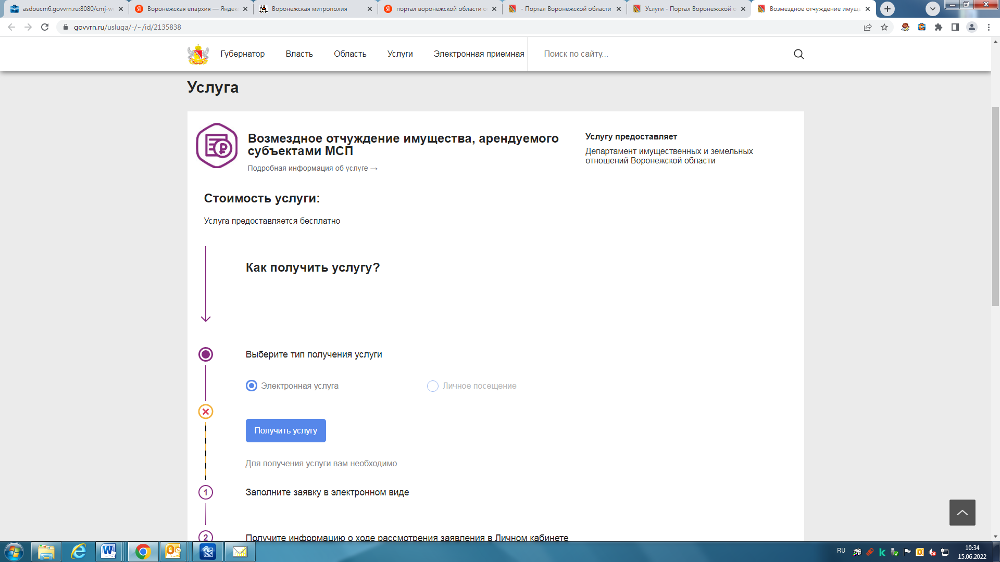 asdoucm6.govvrn.ru:8080/cmj-w
Воронежская епархия — Яндек
Воронежская митрополия
портал воронежской области о
- Портал Воронежской области
Услуги - Портал Воронежской о
Возмездное отчуждение имуще
govvrn.ru/usluga/-/~/id/2135838
Губернатор
Власть
Область
Услуги
Электронная приемная
Поиск по сайту...
Услуга
Возмездное отчуждение имущества, арендуемого
субъектами МСП
Подробная информация об услуге →
Услугу предоставляет
Департамент имущественных и земельных
отношений Воронежской области
Стоимость услуги:
Услуга предоставляется бесплатно
Как получить услугу?
Выберите тип получения услуги
Электронная услуга
Личное посещение
Получить услугу
Для получения услуги вам необходимо
1
Заполните заявку в электронном виде
2
Получите информацию о ходе рассмотрения заявления в Личном кабинете
RU
10:34
15.06.2022